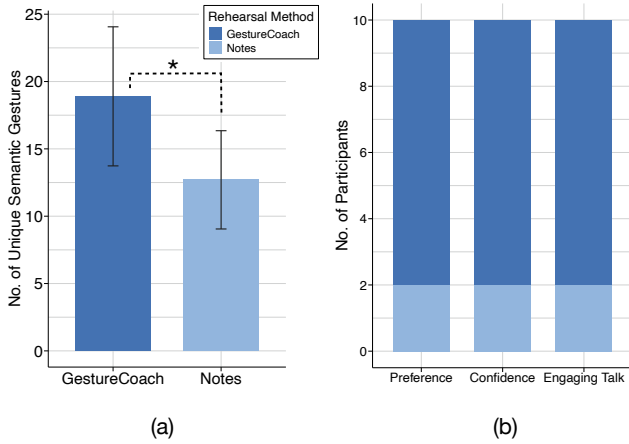 Rehearsal Method
GestureCoach
Notes
No. of Unique Semantic Gestures
25
20
15
10
5
0
*
GestureCoach Notes
(a)
No. of Participants
10
8
6
4
2
0
Preference Confidence Engaging Talk
(b)